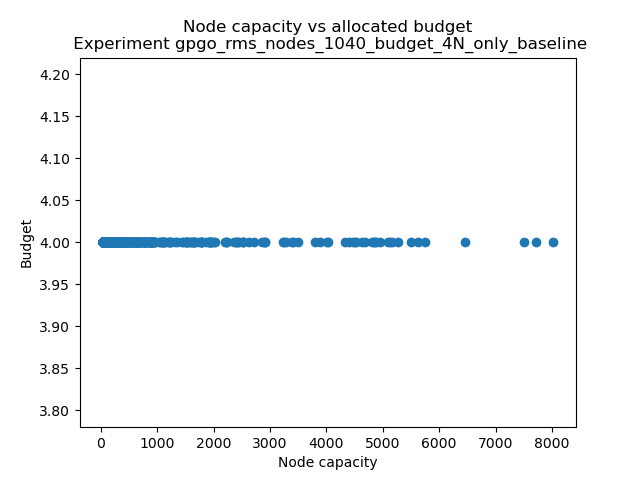 Node capacity vs allocated budget
Experiment gpgo_rms_nodes_1040_budget_4N_only_baseline
4.20
4.15
4.10
4.05
4.00
3.95
3.90
3.85
3.80
Budget
0 1000 2000 3000 4000 5000 6000 7000 8000
Node capacity